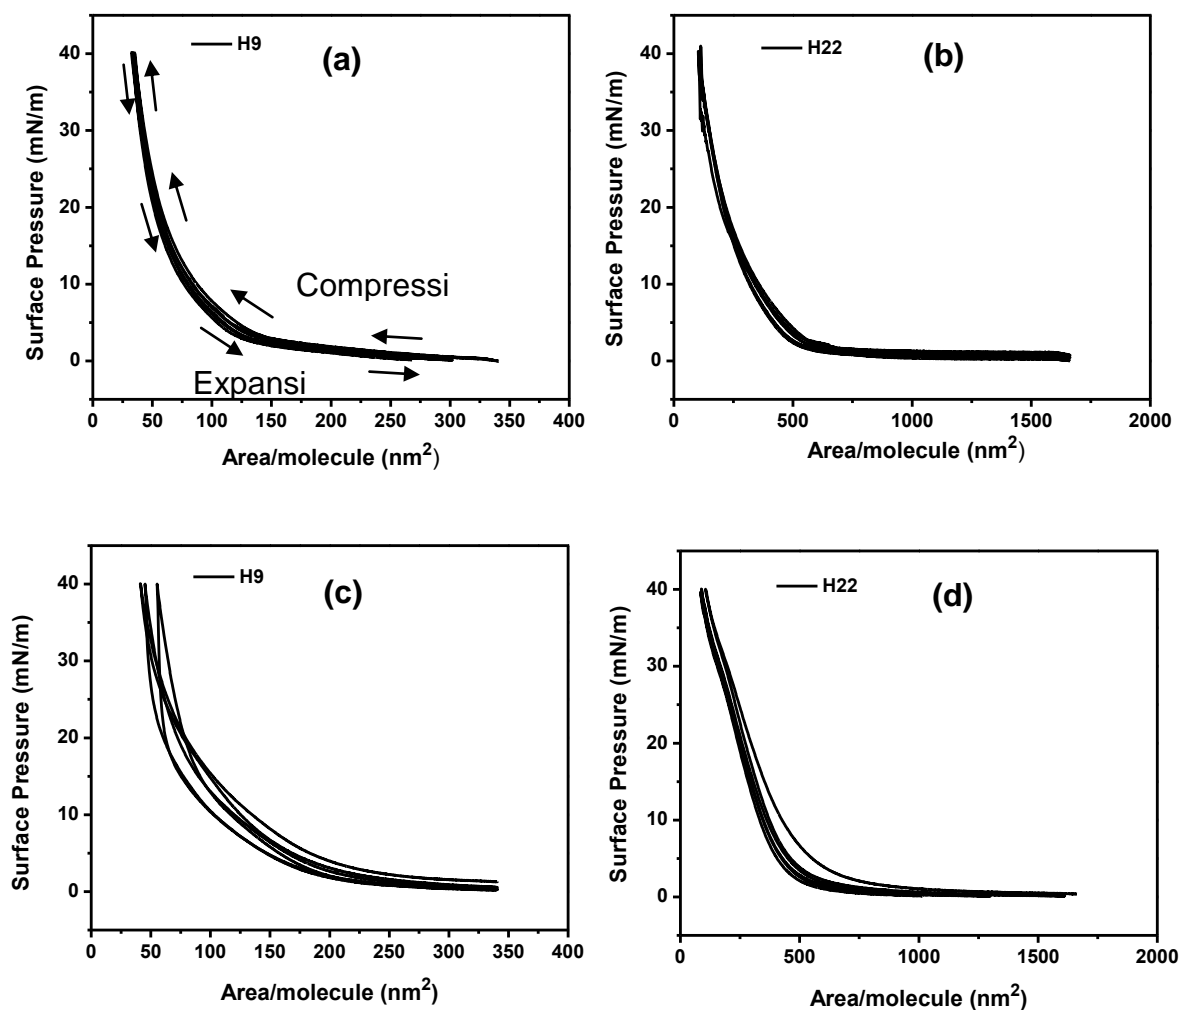 H9
(a)
40
30
20
10
0
Surface Pressure (mN/m)
Compressi
Expansi
0 50 100 150 200 250 300 350 400
Area/molecule (nm²)
H22
(b)
40
30
20
10
0
Surface Pressure (mN/m)
0 500 1000 1500 2000
Area/molecule (nm²)
H9
(c)
40
30
20
10
0
Surface Pressure (mN/m)
0 50 100 150 200 250 300 350 400
Area/molecule (nm²)
H22
(d)
40
30
20
10
0
Surface Pressure (mN/m)
0 500 1000 1500 2000
Area/molecule (nm²)